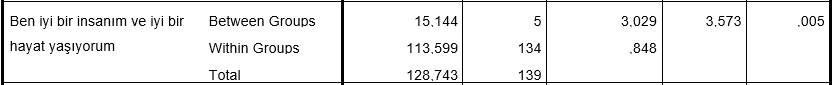 Ben iyi bir insanım ve iyi bir Between Groups 15,144 5 3,029 3,573 ,005
hayat yaşıyorum Within Groups 113,599 134 ,848
Total 128,743 139